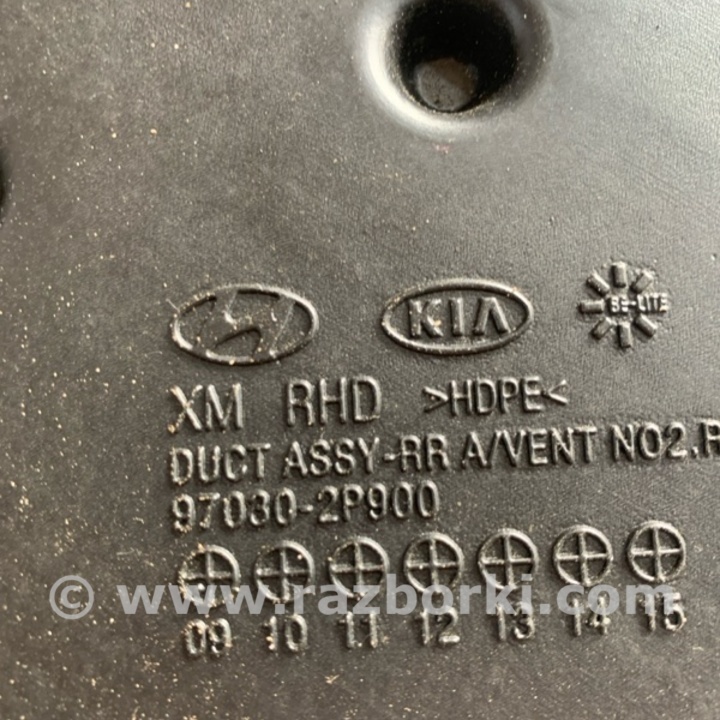 KIA BE-LITE
XM RHD >HDPE<
DUCT ASSY-RR A/VENT NO2.R
97030-2P900
© www.razborki.com
09 10 11 12 13 14 15